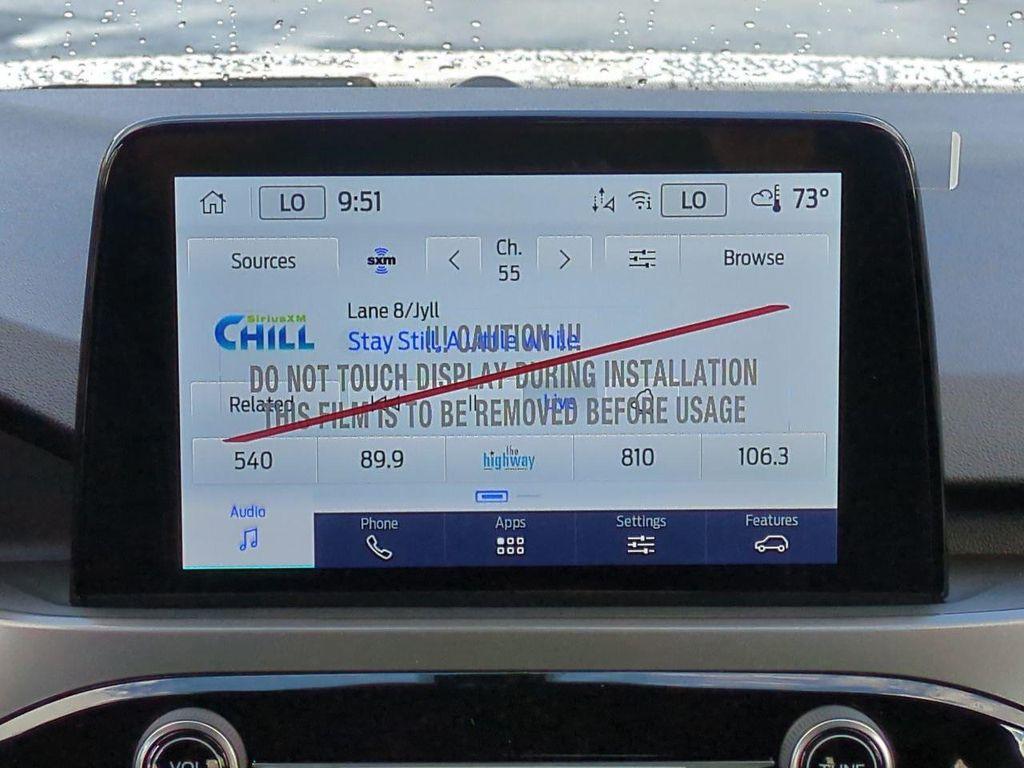 LO 9:51 LO 73°
Sources sxm Ch. 55 Browse
SiriusXM
CHILL
Lane 8/Jyll
Stay Still, A Little While
!!! CAUTION !!!
DO NOT TOUCH DISPLAY DURING INSTALLATION
Related Live
THIS FILM IS TO BE REMOVED BEFORE USAGE
540 89.9 the highway 810 106.3
Audio Phone Apps Settings Features
VOL TUNE